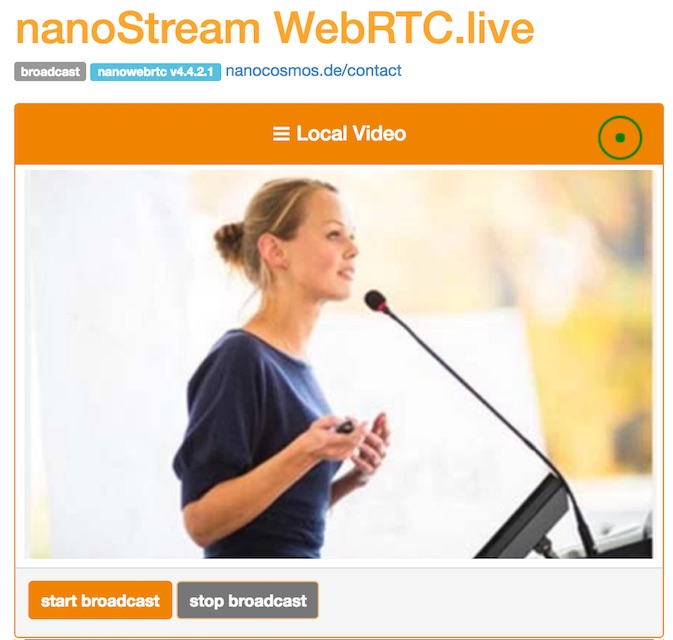 nanoStream WebRTC.live
broadcast nanowebrtc v4.4.2.1 nanocosmos.de/contact
Local Video
start broadcast stop broadcast